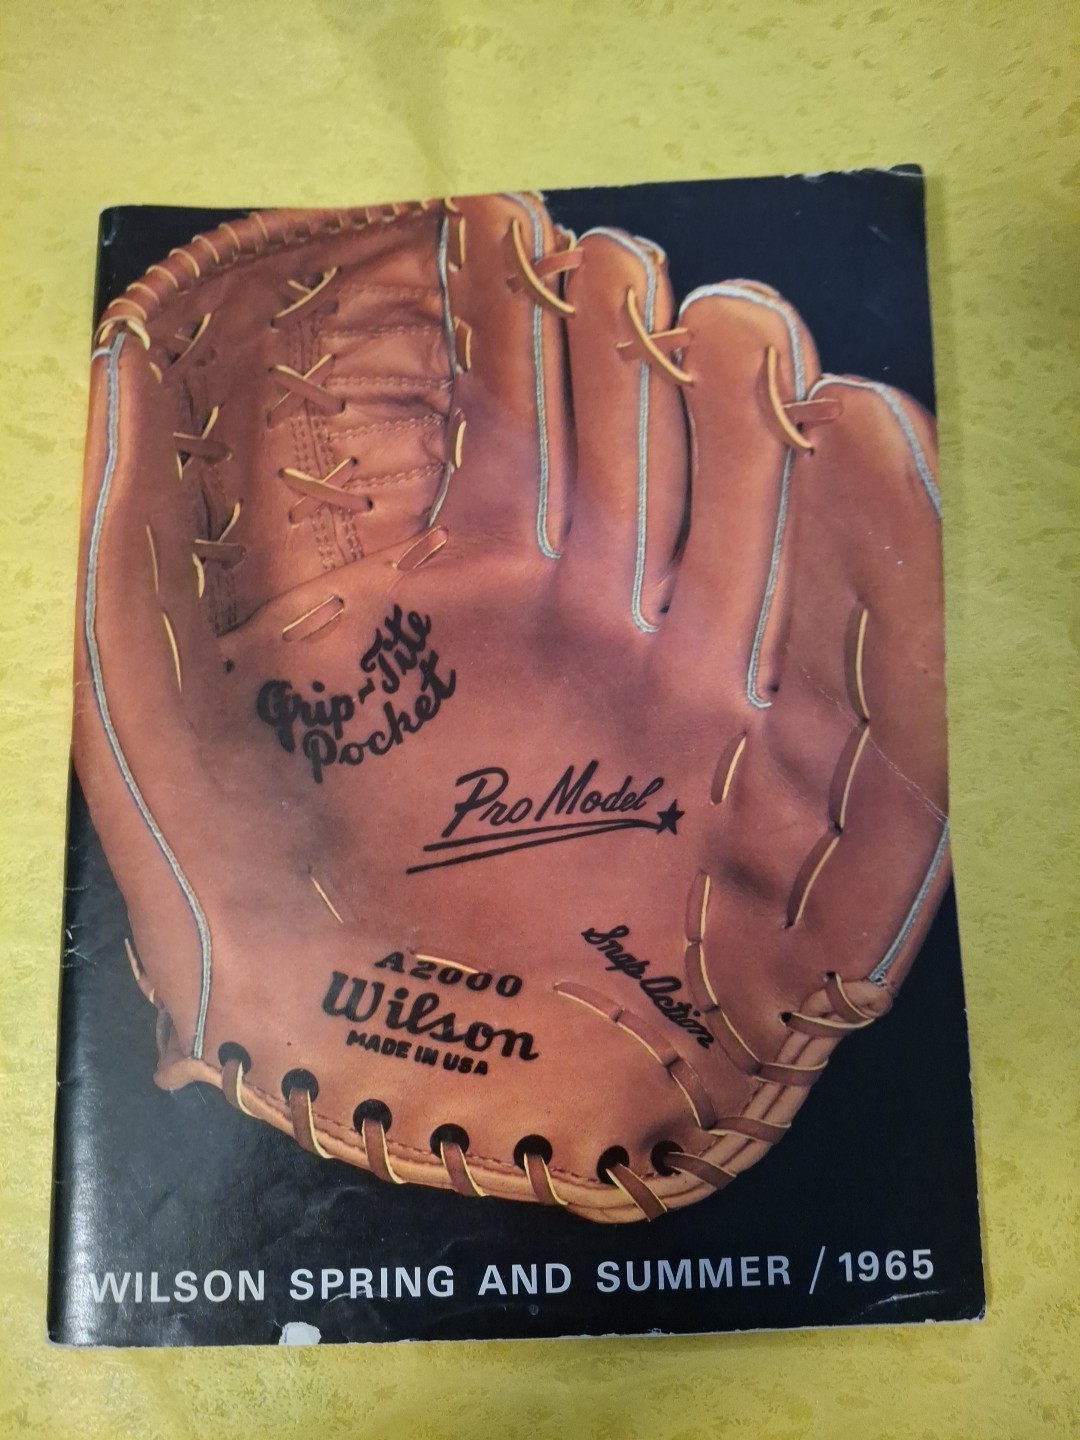 Grip-Tite
Pocket
Pro Model
Snap Action
A2000
Wilson
MADE IN USA
WILSON SPRING AND SUMMER / 1965